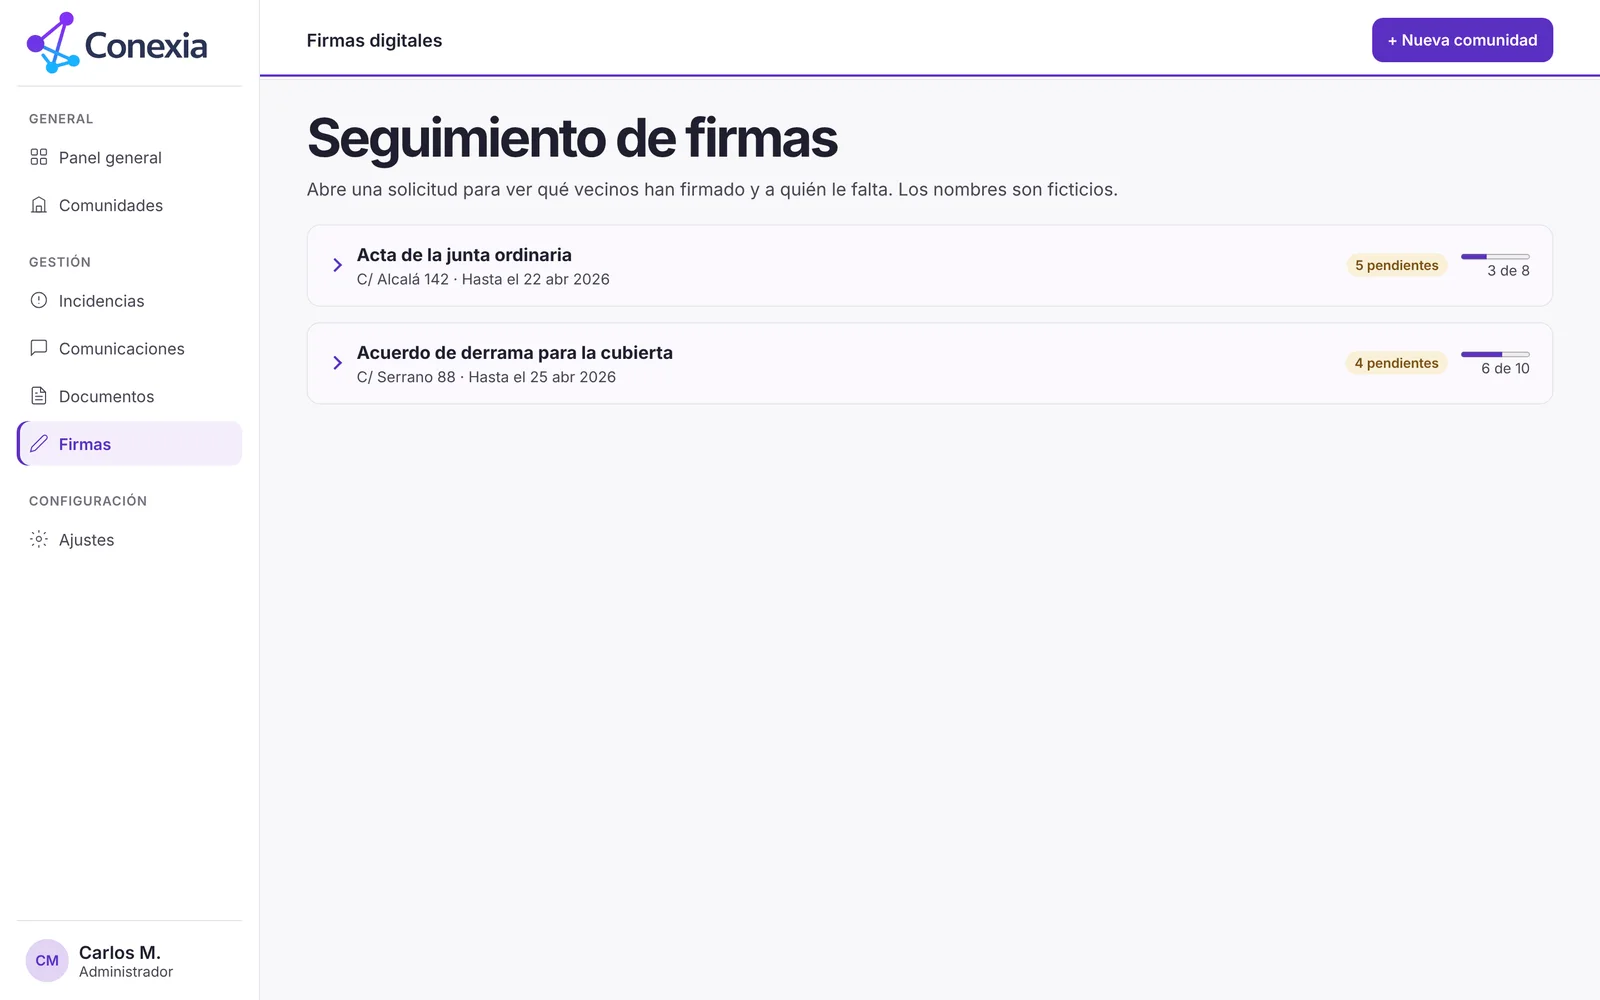 Conexia
GENERAL
Panel general
Comunidades
GESTIÓN
Incidencias
Comunicaciones
Documentos
Firmas
CONFIGURACIÓN
Ajustes
CM
Carlos M.
Administrador
Firmas digitales
+ Nueva comunidad
Seguimiento de firmas
Abre una solicitud para ver qué vecinos han firmado y a quién le falta. Los nombres son ficticios.
Acta de la junta ordinaria
C/ Alcalá 142 · Hasta el 22 abr 2026
5 pendientes
3 de 8
Acuerdo de derrama para la cubierta
C/ Serrano 88 · Hasta el 25 abr 2026
4 pendientes
6 de 10